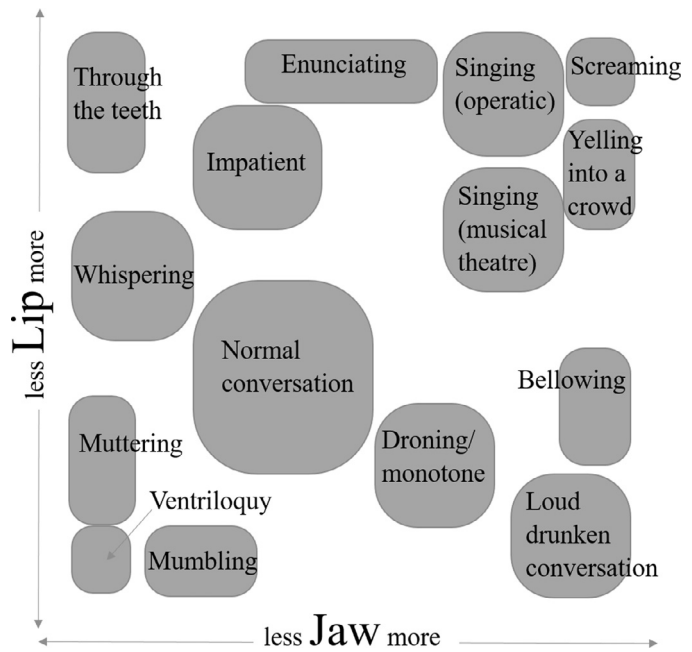 Through
the teeth
Enunciating
Singing
(operatic)
Screaming
Impatient
Yelling
into a
crowd
Singing
(musical
theatre)
Whispering
less Lip more
Normal
conversation
Bellowing
Muttering
Droning/
monotone
Ventriloquy
Mumbling
Loud
drunken
conversation
less Jaw more